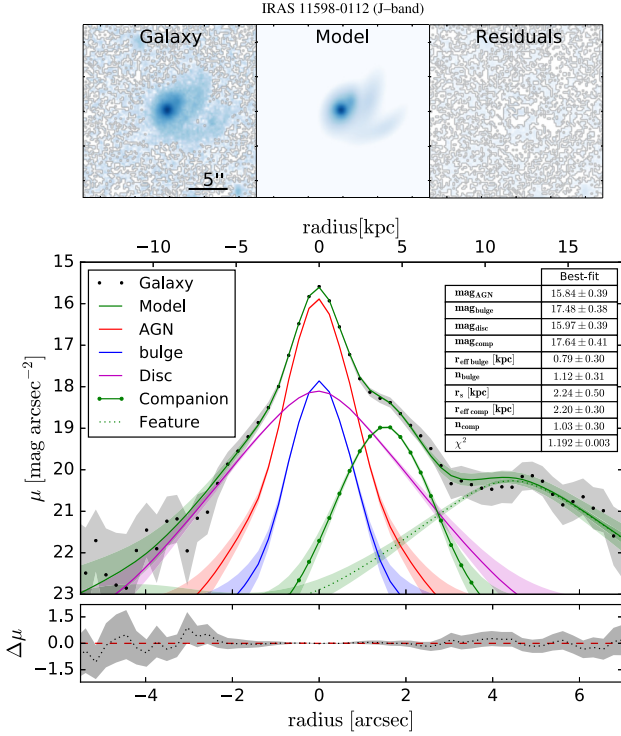 IRAS 11598-0112 (J–band)
Galaxy Model Residuals
5"
radius[kpc]
−10 −5 0 5 10 15
15
16
17
18
19
20
21
22
23
μ [mag arcsec⁻²]
Galaxy
Model
AGN
bulge
Disc
Companion
Feature
Best-fit
mag_AGN 15.84 ± 0.39
mag_bulge 17.48 ± 0.38
mag_disc 15.97 ± 0.39
mag_comp 17.64 ± 0.41
r_eff bulge [kpc] 0.79 ± 0.30
n_bulge 1.12 ± 0.31
r_s [kpc] 2.24 ± 0.50
r_eff comp [kpc] 2.20 ± 0.30
n_comp 1.03 ± 0.30
χ² 1.192 ± 0.003
1.5
0.0
−1.5
Δμ
−4 −2 0 2 4 6
radius [arcsec]